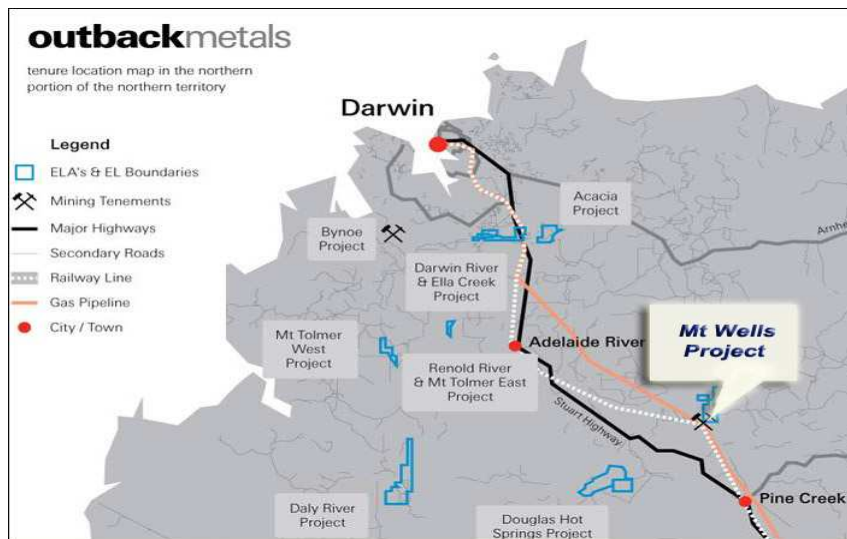 outbackmetals
tenure location map in the northern
portion of the northern territory
Legend
ELA's & EL Boundaries
Mining Tenements
Major Highways
Secondary Roads
Railway Line
Gas Pipeline
City / Town
Darwin
Acacia
Project
Bynoe
Project
Arnhe
Darwin River
& Ella Creek
Project
Mt Tolmer
West
Project
Adelaide River
Mt Wells
Project
Renold River
& Mt Tolmer East
Project
Stuart Highway
Daly River
Project
Douglas Hot
Springs Project
Pine Creek